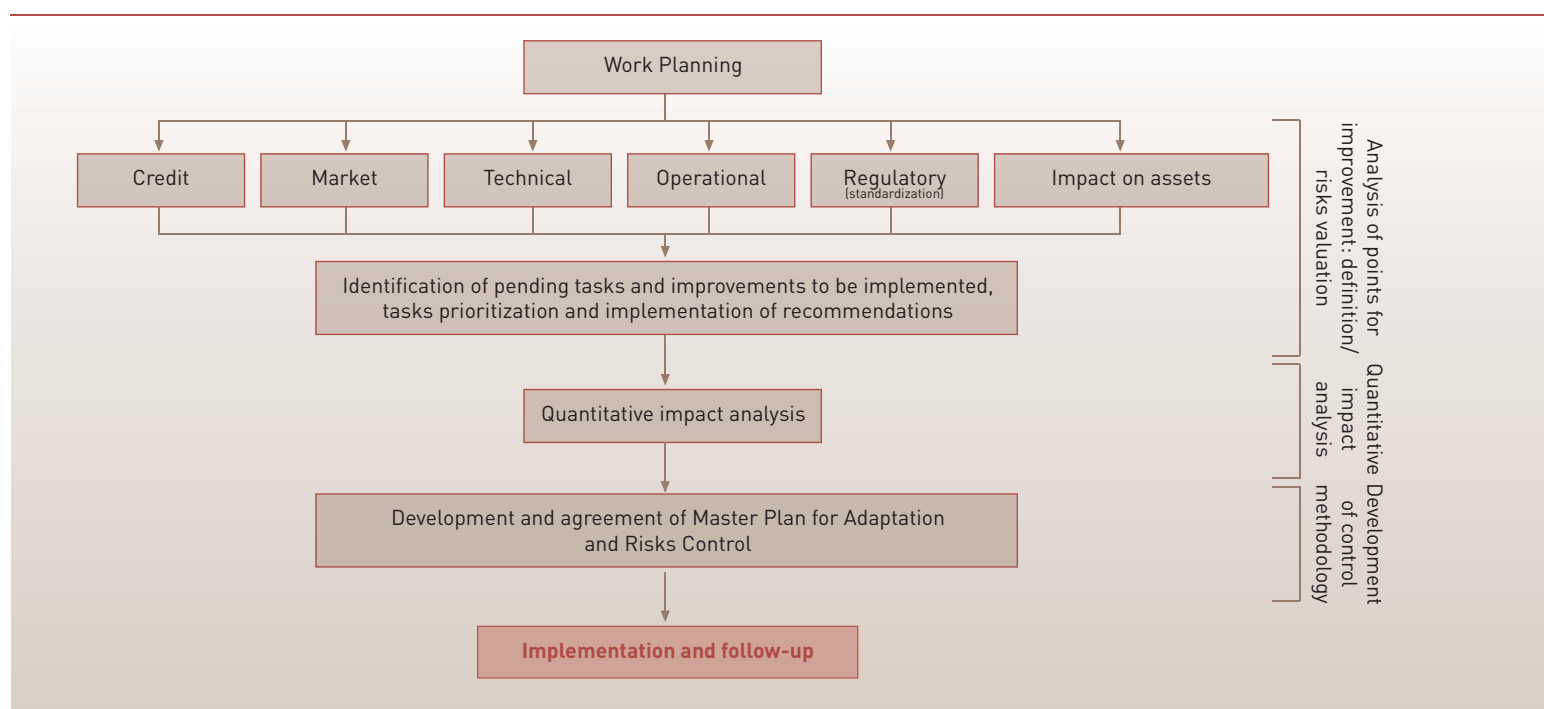 Work Planning
Credit
Market
Technical
Operational
Regulatory
(standardization)
Impact on assets
Identification of pending tasks and improvements to be implemented,
tasks prioritization and implementation of recommendations
Quantitative impact analysis
Development and agreement of Master Plan for Adaptation
and Risks Control
Implementation and follow-up
Analysis of points for
improvement: definition/
risks valuation
Quantitative
impact
analysis
Development
of control
methodology